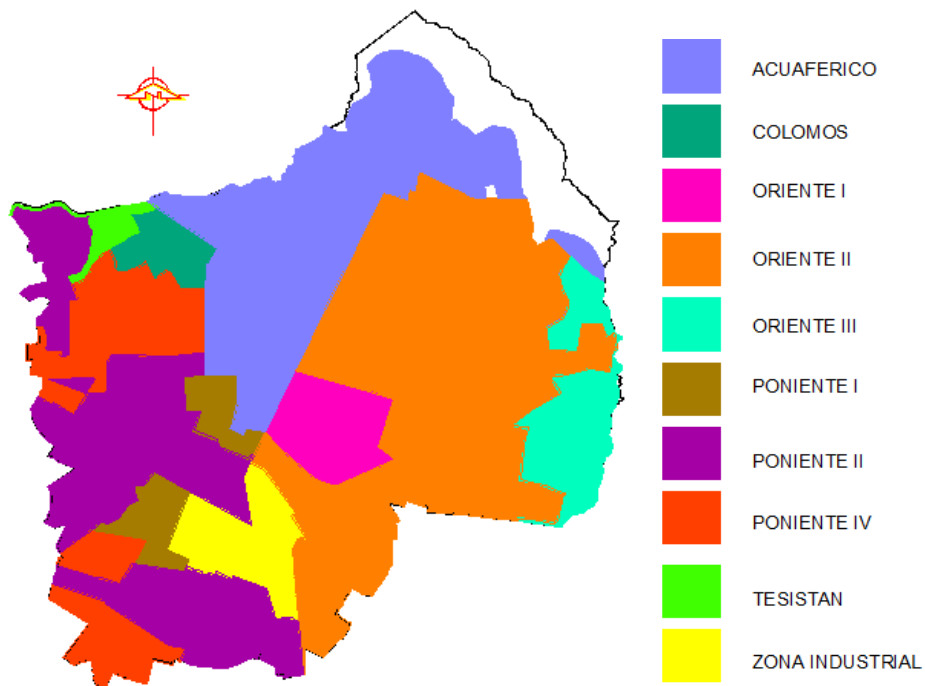 ACUAFERICO
COLOMOS
ORIENTE I
ORIENTE II
ORIENTE III
PONIENTE I
PONIENTE II
PONIENTE IV
TESISTAN
ZONA INDUSTRIAL